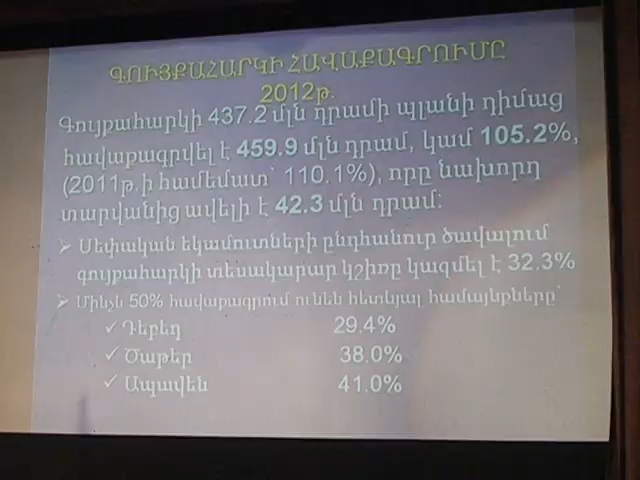 ԳՈՒՅՔԱՀԱՐԿԻ ՀԱՎԱՔԱԳՐՈՒՄԸ
2012թ.
Գույքահարկի 437.2 մլն դրամի պլանի դիմաց
հավաքագրվել է 459.9 մլն դրամ, կամ 105.2%,
(2011թ.ի համեմատ՝ 110.1%), որը նախորդ
տարվանից ավելի է 42.3 մլն դրամ:
➢ Սեփական եկամուտների ընդհանուր ծավալում
գույքահարկի տեսակարար կշիռը կազմել է 32.3%
➢ Մինչև 50% հավաքագրում ունեն հետևյալ համայնքները՝
✓ Դեբեդ 29.4%
✓ Ծաթեր 38.0%
✓ Ապավեն 41.0%